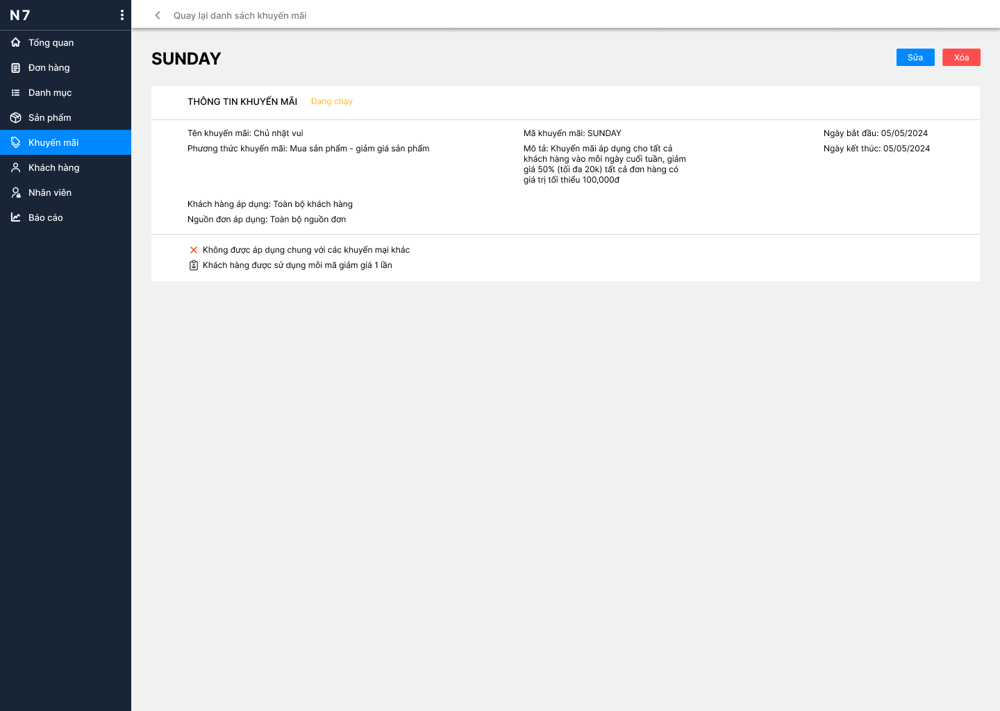 N7
Tổng quan
Đơn hàng
Danh mục
Sản phẩm
Khuyến mãi
Khách hàng
Nhân viên
Báo cáo
Quay lại danh sách khuyến mãi
SUNDAY
Sửa
Xóa
THÔNG TIN KHUYẾN MÃI
Đang chạy
Tên khuyến mãi: Chủ nhật vui
Phương thức khuyến mãi: Mua sản phẩm - giảm giá sản phẩm
Mã khuyến mãi: SUNDAY
Mô tả: Khuyến mãi áp dụng cho tất cả
khách hàng vào mỗi ngày cuối tuần, giảm
giá 50% (tối đa 20k) tất cả đơn hàng có
giá trị tối thiểu 100,000đ
Ngày bắt đầu: 05/05/2024
Ngày kết thúc: 05/05/2024
Khách hàng áp dụng: Toàn bộ khách hàng
Nguồn đơn áp dụng: Toàn bộ nguồn đơn
Không được áp dụng chung với các khuyến mại khác
Khách hàng được sử dụng mỗi mã giảm giá 1 lần